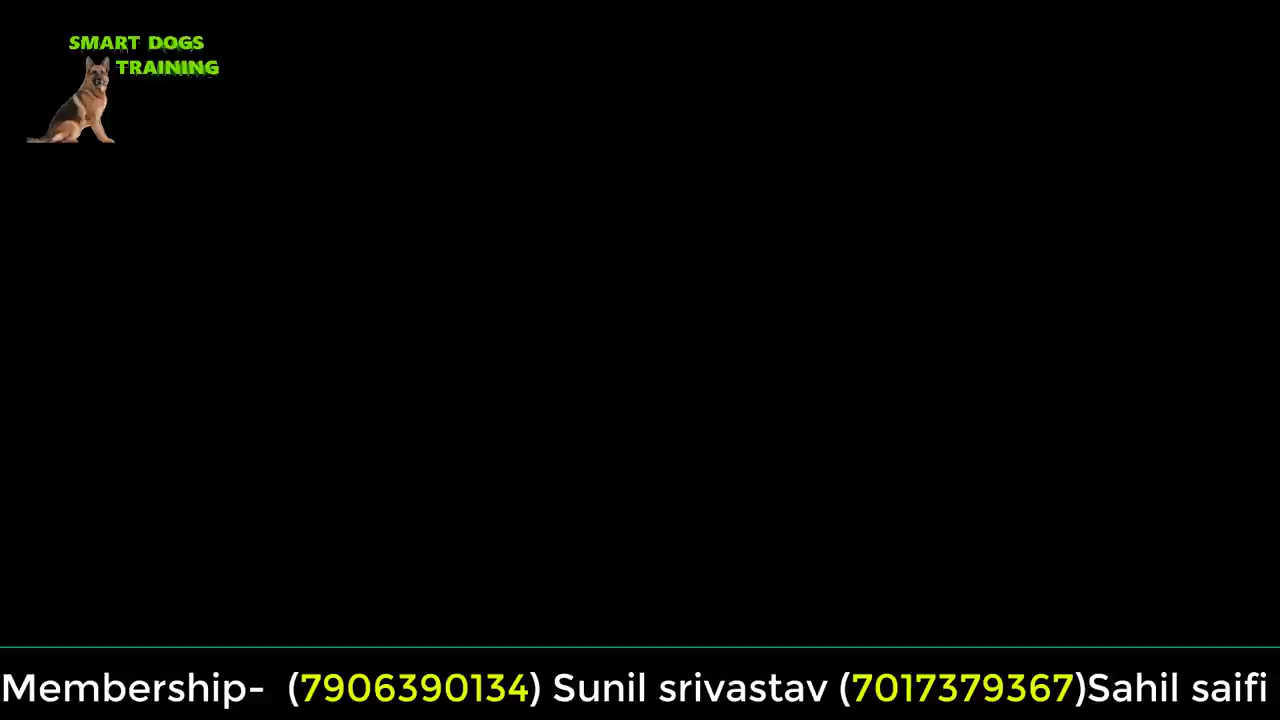 SMART DOGS
TRAINING
Membership- (7906390134) Sunil srivastav (7017379367)Sahil saifi